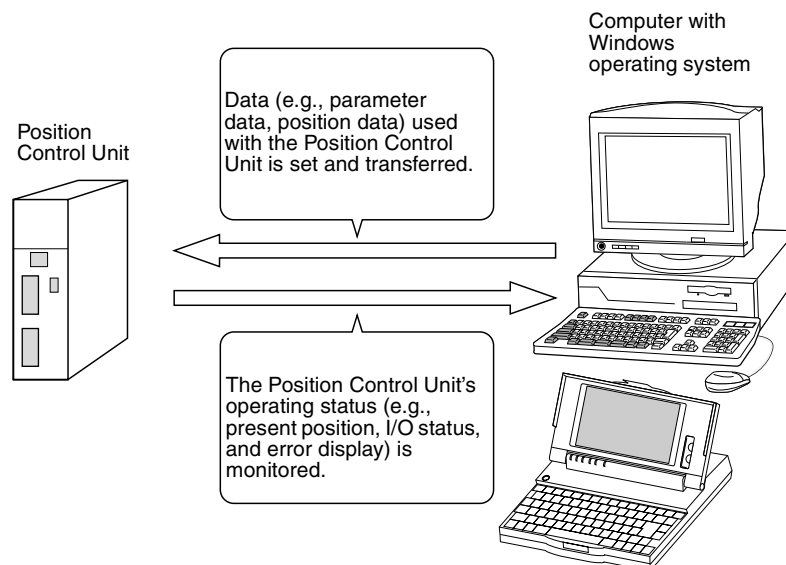 Computer with
Windows
operating system
Data (e.g., parameter
data, position data) used
with the Position Control
Unit is set and transferred.
Position
Control Unit
The Position Control Unit's
operating status (e.g.,
present position, I/O status,
and error display) is
monitored.